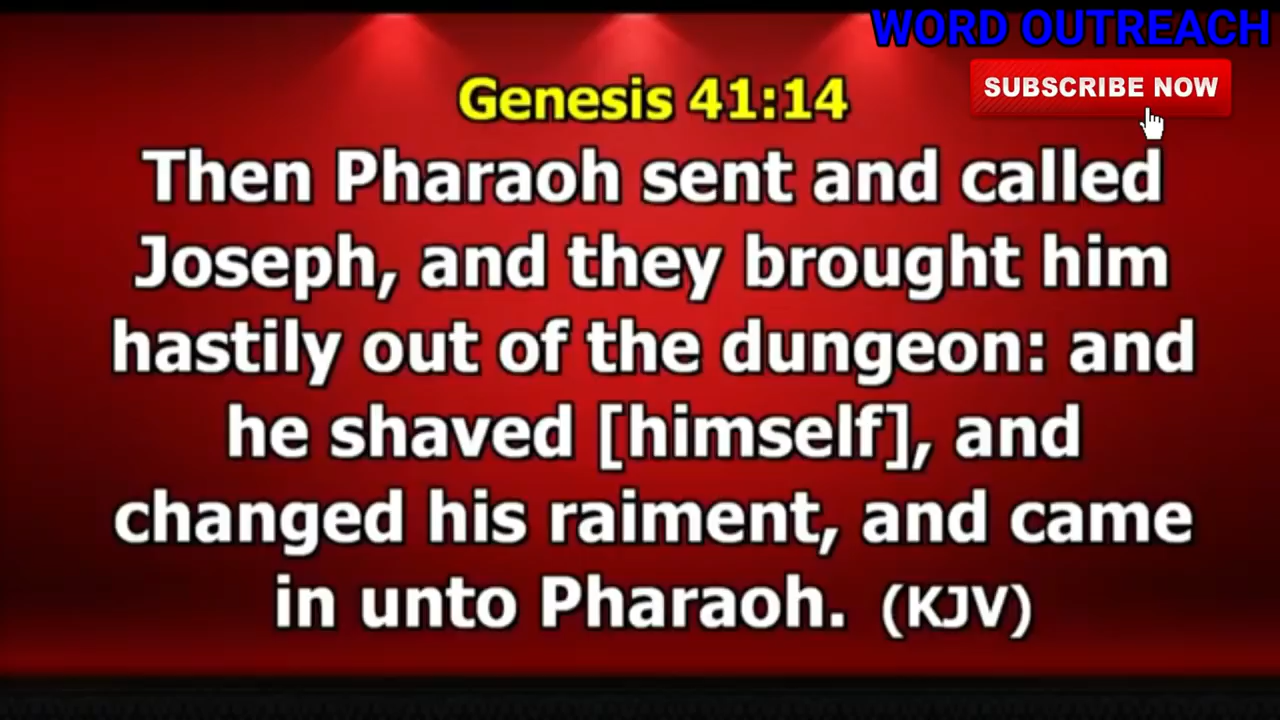 WORD OUTREACH
SUBSCRIBE NOW
Genesis 41:14
Then Pharaoh sent and called
Joseph, and they brought him
hastily out of the dungeon: and
he shaved [himself], and
changed his raiment, and came
in unto Pharaoh. (KJV)